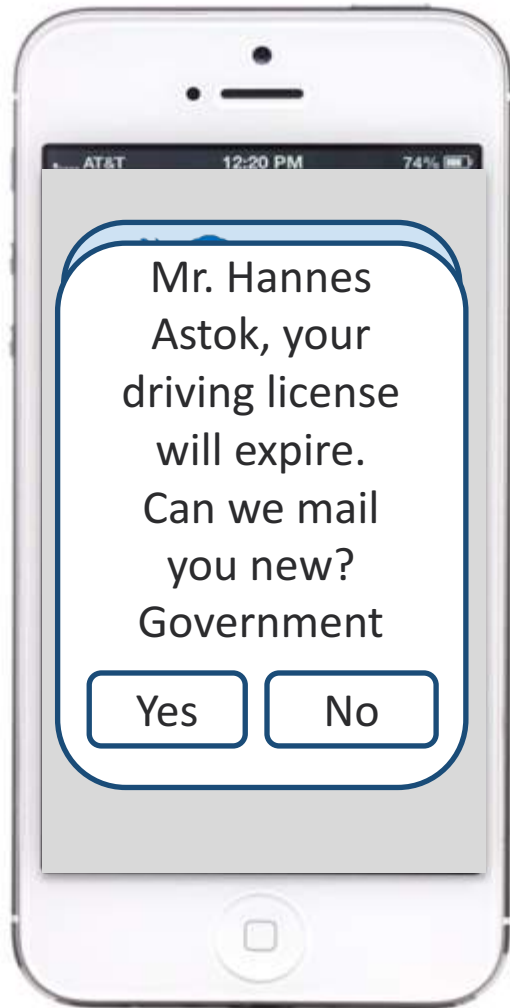 AT&T 12:20 PM 74%
Mr. Hannes
Astok, your
driving license
will expire.
Can we mail
you new?
Government
Yes No